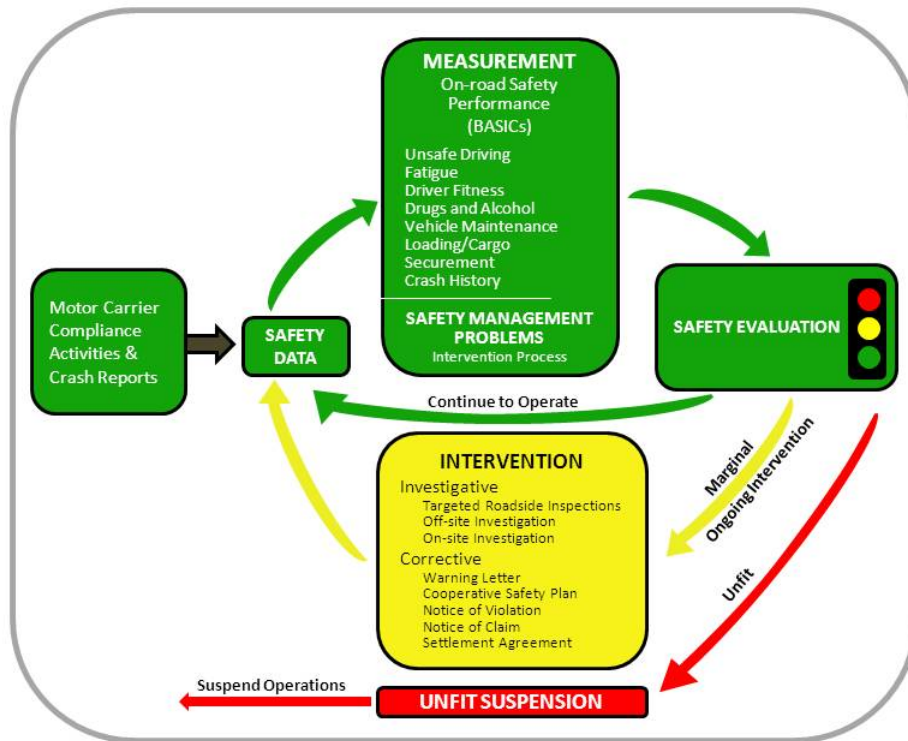 MEASUREMENT
On-road Safety
Performance
(BASICs)
Unsafe Driving
Fatigue
Driver Fitness
Drugs and Alcohol
Vehicle Maintenance
Loading/Cargo
Securement
Crash History
SAFETY MANAGEMENT
PROBLEMS
Intervention Process
Motor Carrier
Compliance
Activities &
Crash Reports
SAFETY
DATA
SAFETY EVALUATION
Continue to Operate
Marginal
Ongoing Intervention
Unfit
INTERVENTION
Investigative
Targeted Roadside Inspections
Off-site Investigation
On-site Investigation
Corrective
Warning Letter
Cooperative Safety Plan
Notice of Violation
Notice of Claim
Settlement Agreement
Suspend Operations
UNFIT SUSPENSION